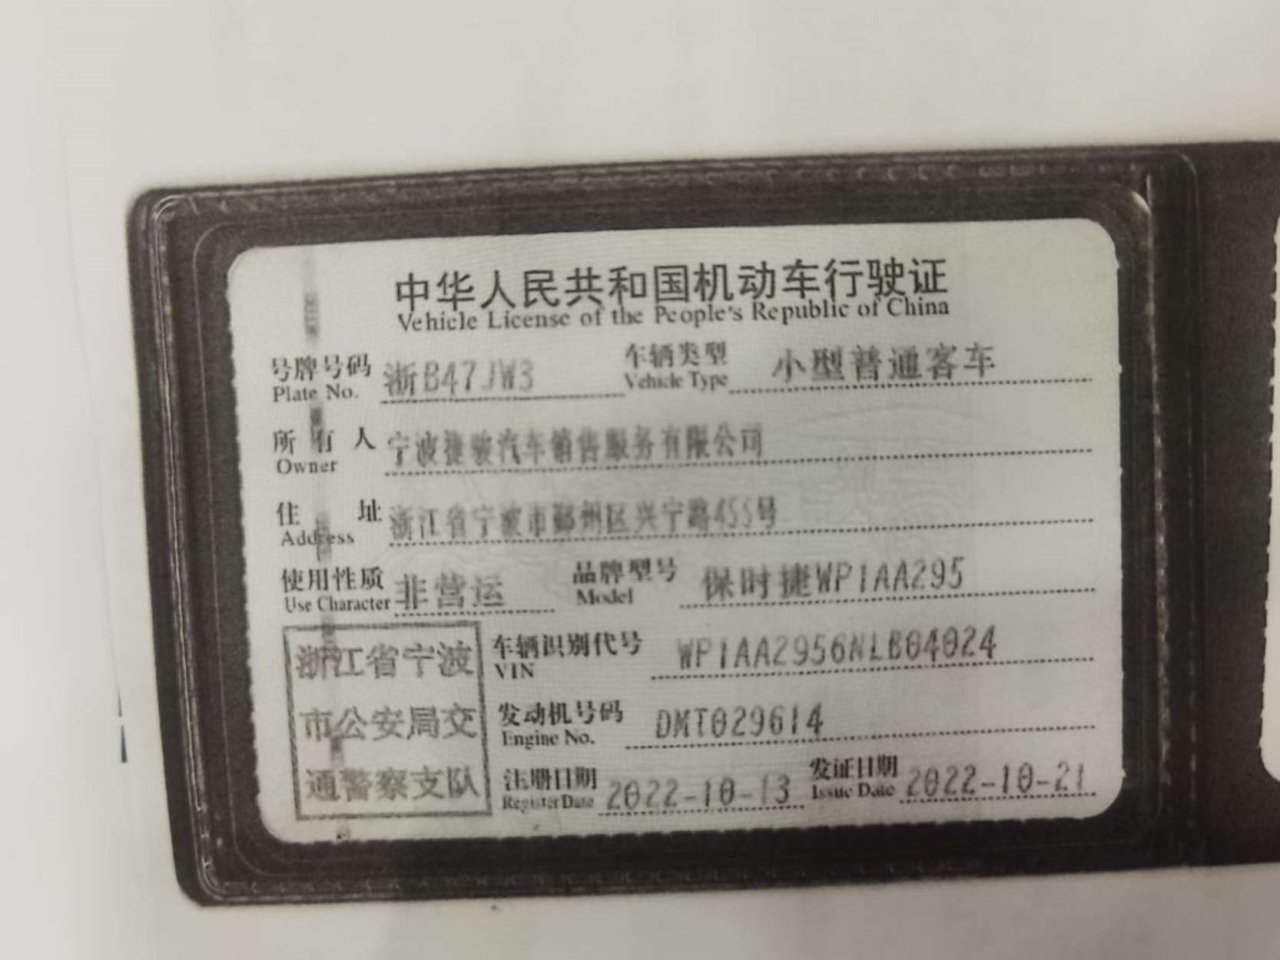 中华人民共和国机动车行驶证
Vehicle License of the People's Republic of China
号牌号码 浙B47JW3 车辆类型 小型普通客车
Plate No. Vehicle Type
所有人 宁波捷骏汽车销售服务有限公司
Owner
住址 浙江省宁波市鄞州区兴宁路455号
Address
使用性质 非营运 品牌型号 保时捷WP1AA295
Use Character Model
浙江省宁波
市公安局交
通警察支队
车辆识别代号 WP1AA2956NLB04024
VIN
发动机号码 DMT029614
Engine No.
注册日期 2022-10-13 发证日期 2022-10-21
Register Date Issue Date